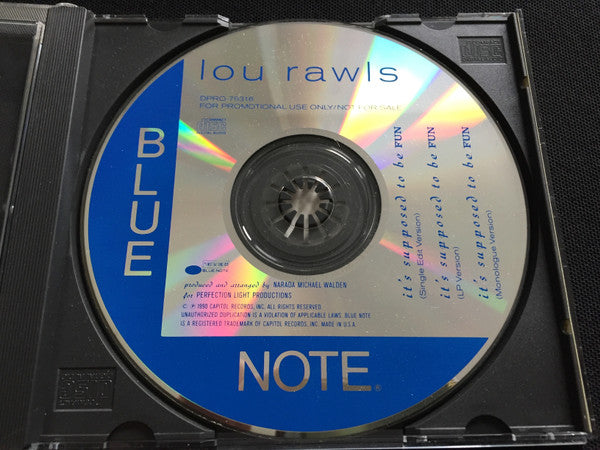 lou rawls
DPRO-75316
FOR PROMOTIONAL USE ONLY/NOT FOR SALE
BLUE
it's supposed to be FUN
(Single Edit Version)
it's supposed to be FUN
(LP Version)
it's supposed to be FUN
(Monologue Version)
BLUE NOTE
produced and arranged by NARADA MICHAEL WALDEN
for PERFECTION LIGHT PRODUCTIONS
© ℗ 1990 CAPITOL RECORDS, INC. ALL RIGHTS RESERVED.
UNAUTHORIZED DUPLICATION IS A VIOLATION OF APPLICABLE LAWS. BLUE NOTE
IS A REGISTERED TRADEMARK OF CAPITOL RECORDS, INC. MADE IN U.S.A.
NOTE®